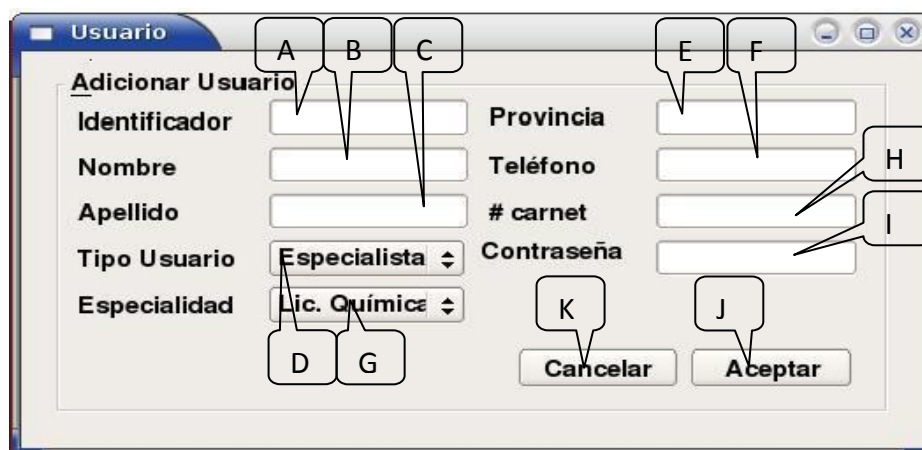 Usuario
A B C E F
Adicionar Usuario
Identificador Provincia
Nombre Teléfono H
Apellido # carnet I
Tipo Usuario Especialista Contraseña
Especialidad Lic. Química K J
D G Cancelar Aceptar